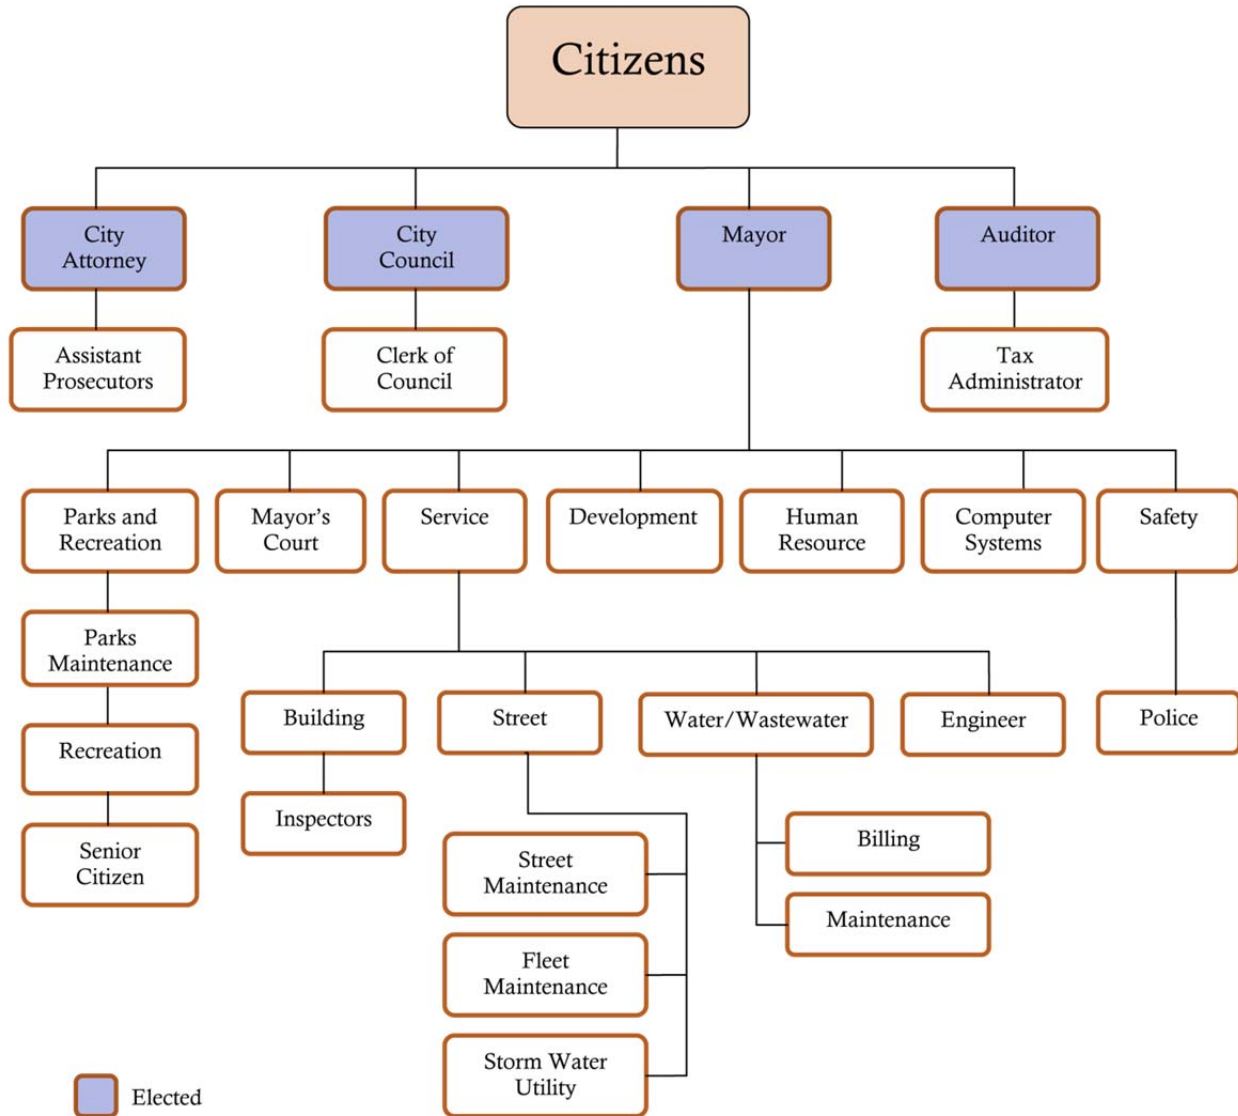 Citizens
City
Attorney
City
Council
Mayor
Auditor
Assistant
Prosecutors
Clerk of
Council
Tax
Administrator
Parks and
Recreation
Mayor’s
Court
Service
Development
Human
Resource
Computer
Systems
Safety
Parks
Maintenance
Recreation
Senior
Citizen
Building
Street
Water/Wastewater
Engineer
Police
Inspectors
Street
Maintenance
Fleet
Maintenance
Storm Water
Utility
Billing
Maintenance
Elected